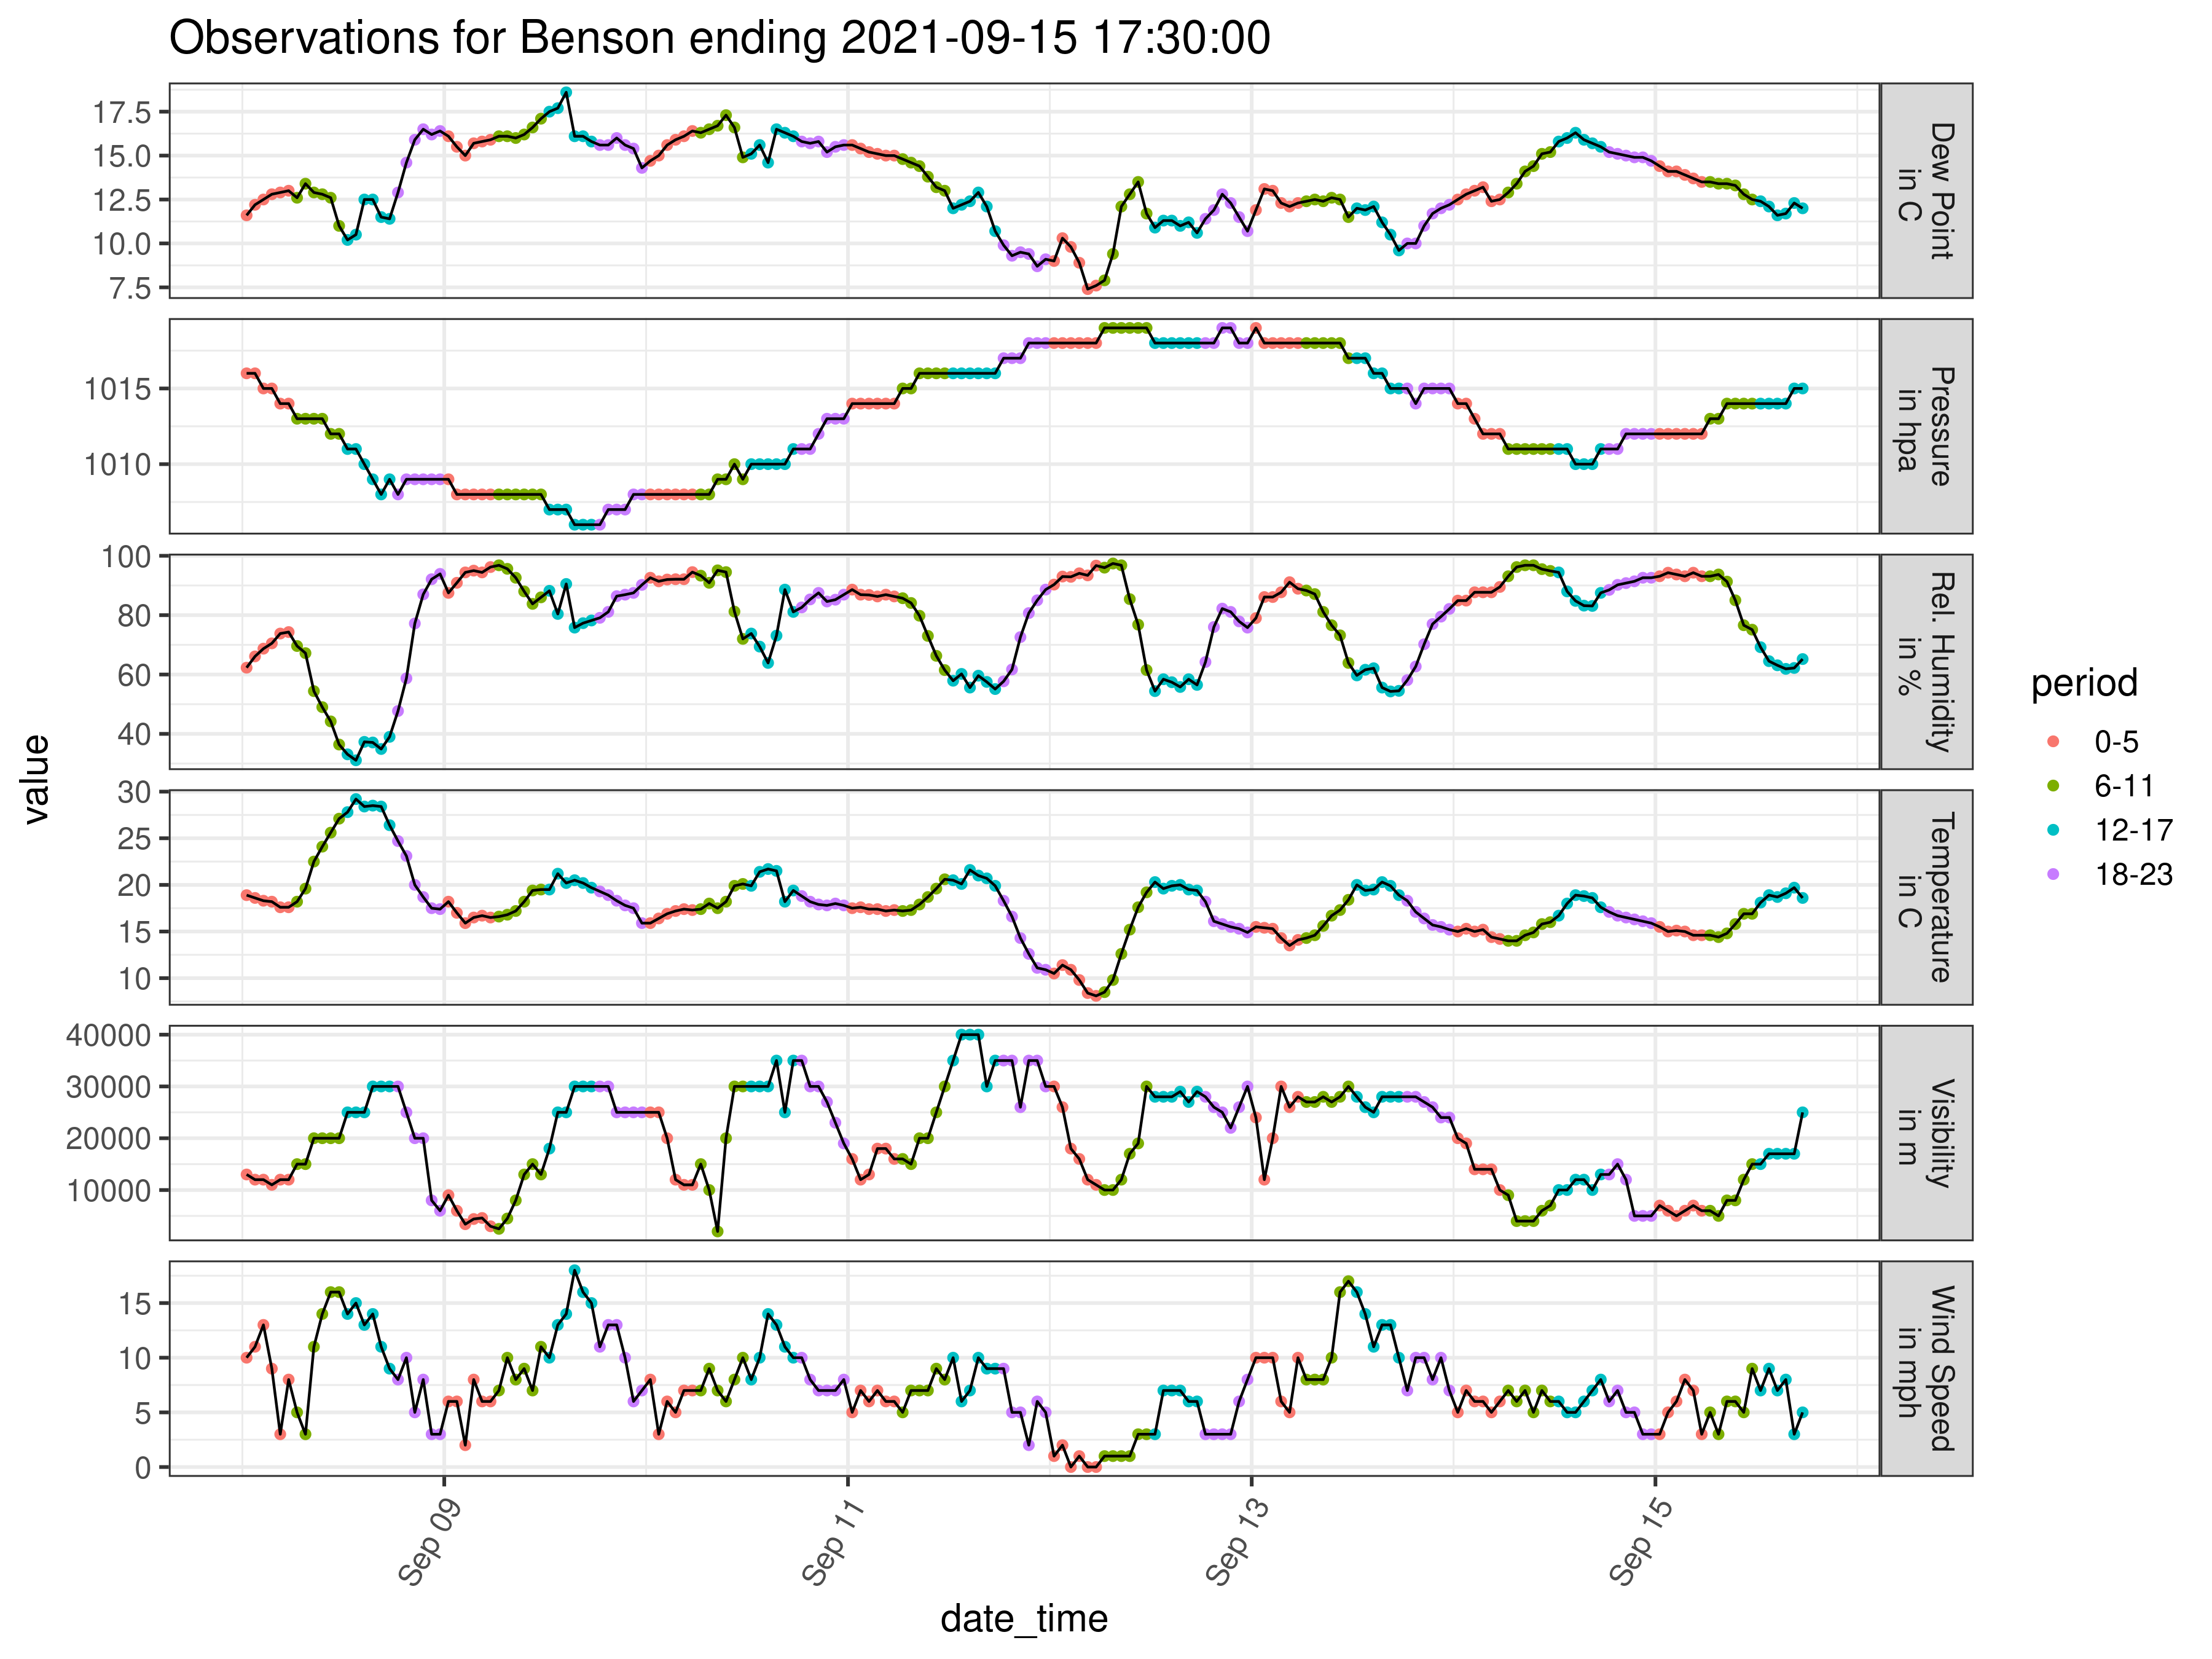 Observations for Benson ending 2021-09-15 17:30:00
value
17.5
15.0
12.5
10.0
7.5
Dew Point
in C
1015
1010
Pressure
in hpa
100
80
60
40
Rel. Humidity
in %
30
25
20
15
10
Temperature
in C
40000
30000
20000
10000
Visibility
in m
15
10
5
0
Wind Speed
in mph
Sep 09
Sep 11
Sep 13
Sep 15
date_time
period
0-5
6-11
12-17
18-23